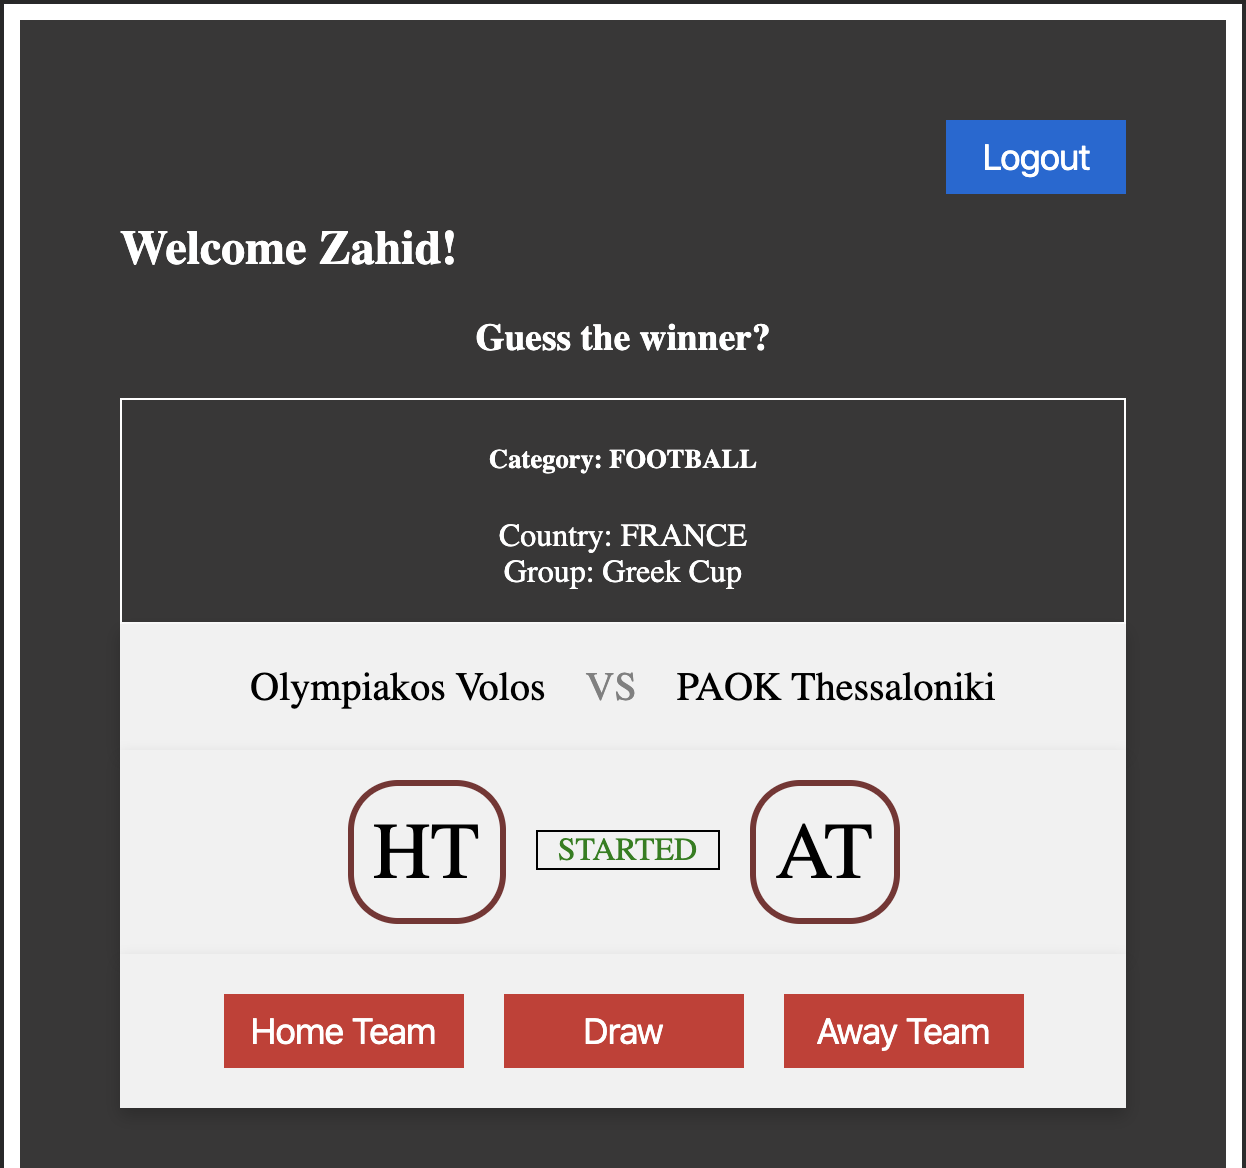 Logout
Welcome Zahid!
Guess the winner?
Category: FOOTBALL
Country: FRANCE
Group: Greek Cup
Olympiakos Volos VS PAOK Thessaloniki
HT STARTED AT
Home Team Draw Away Team